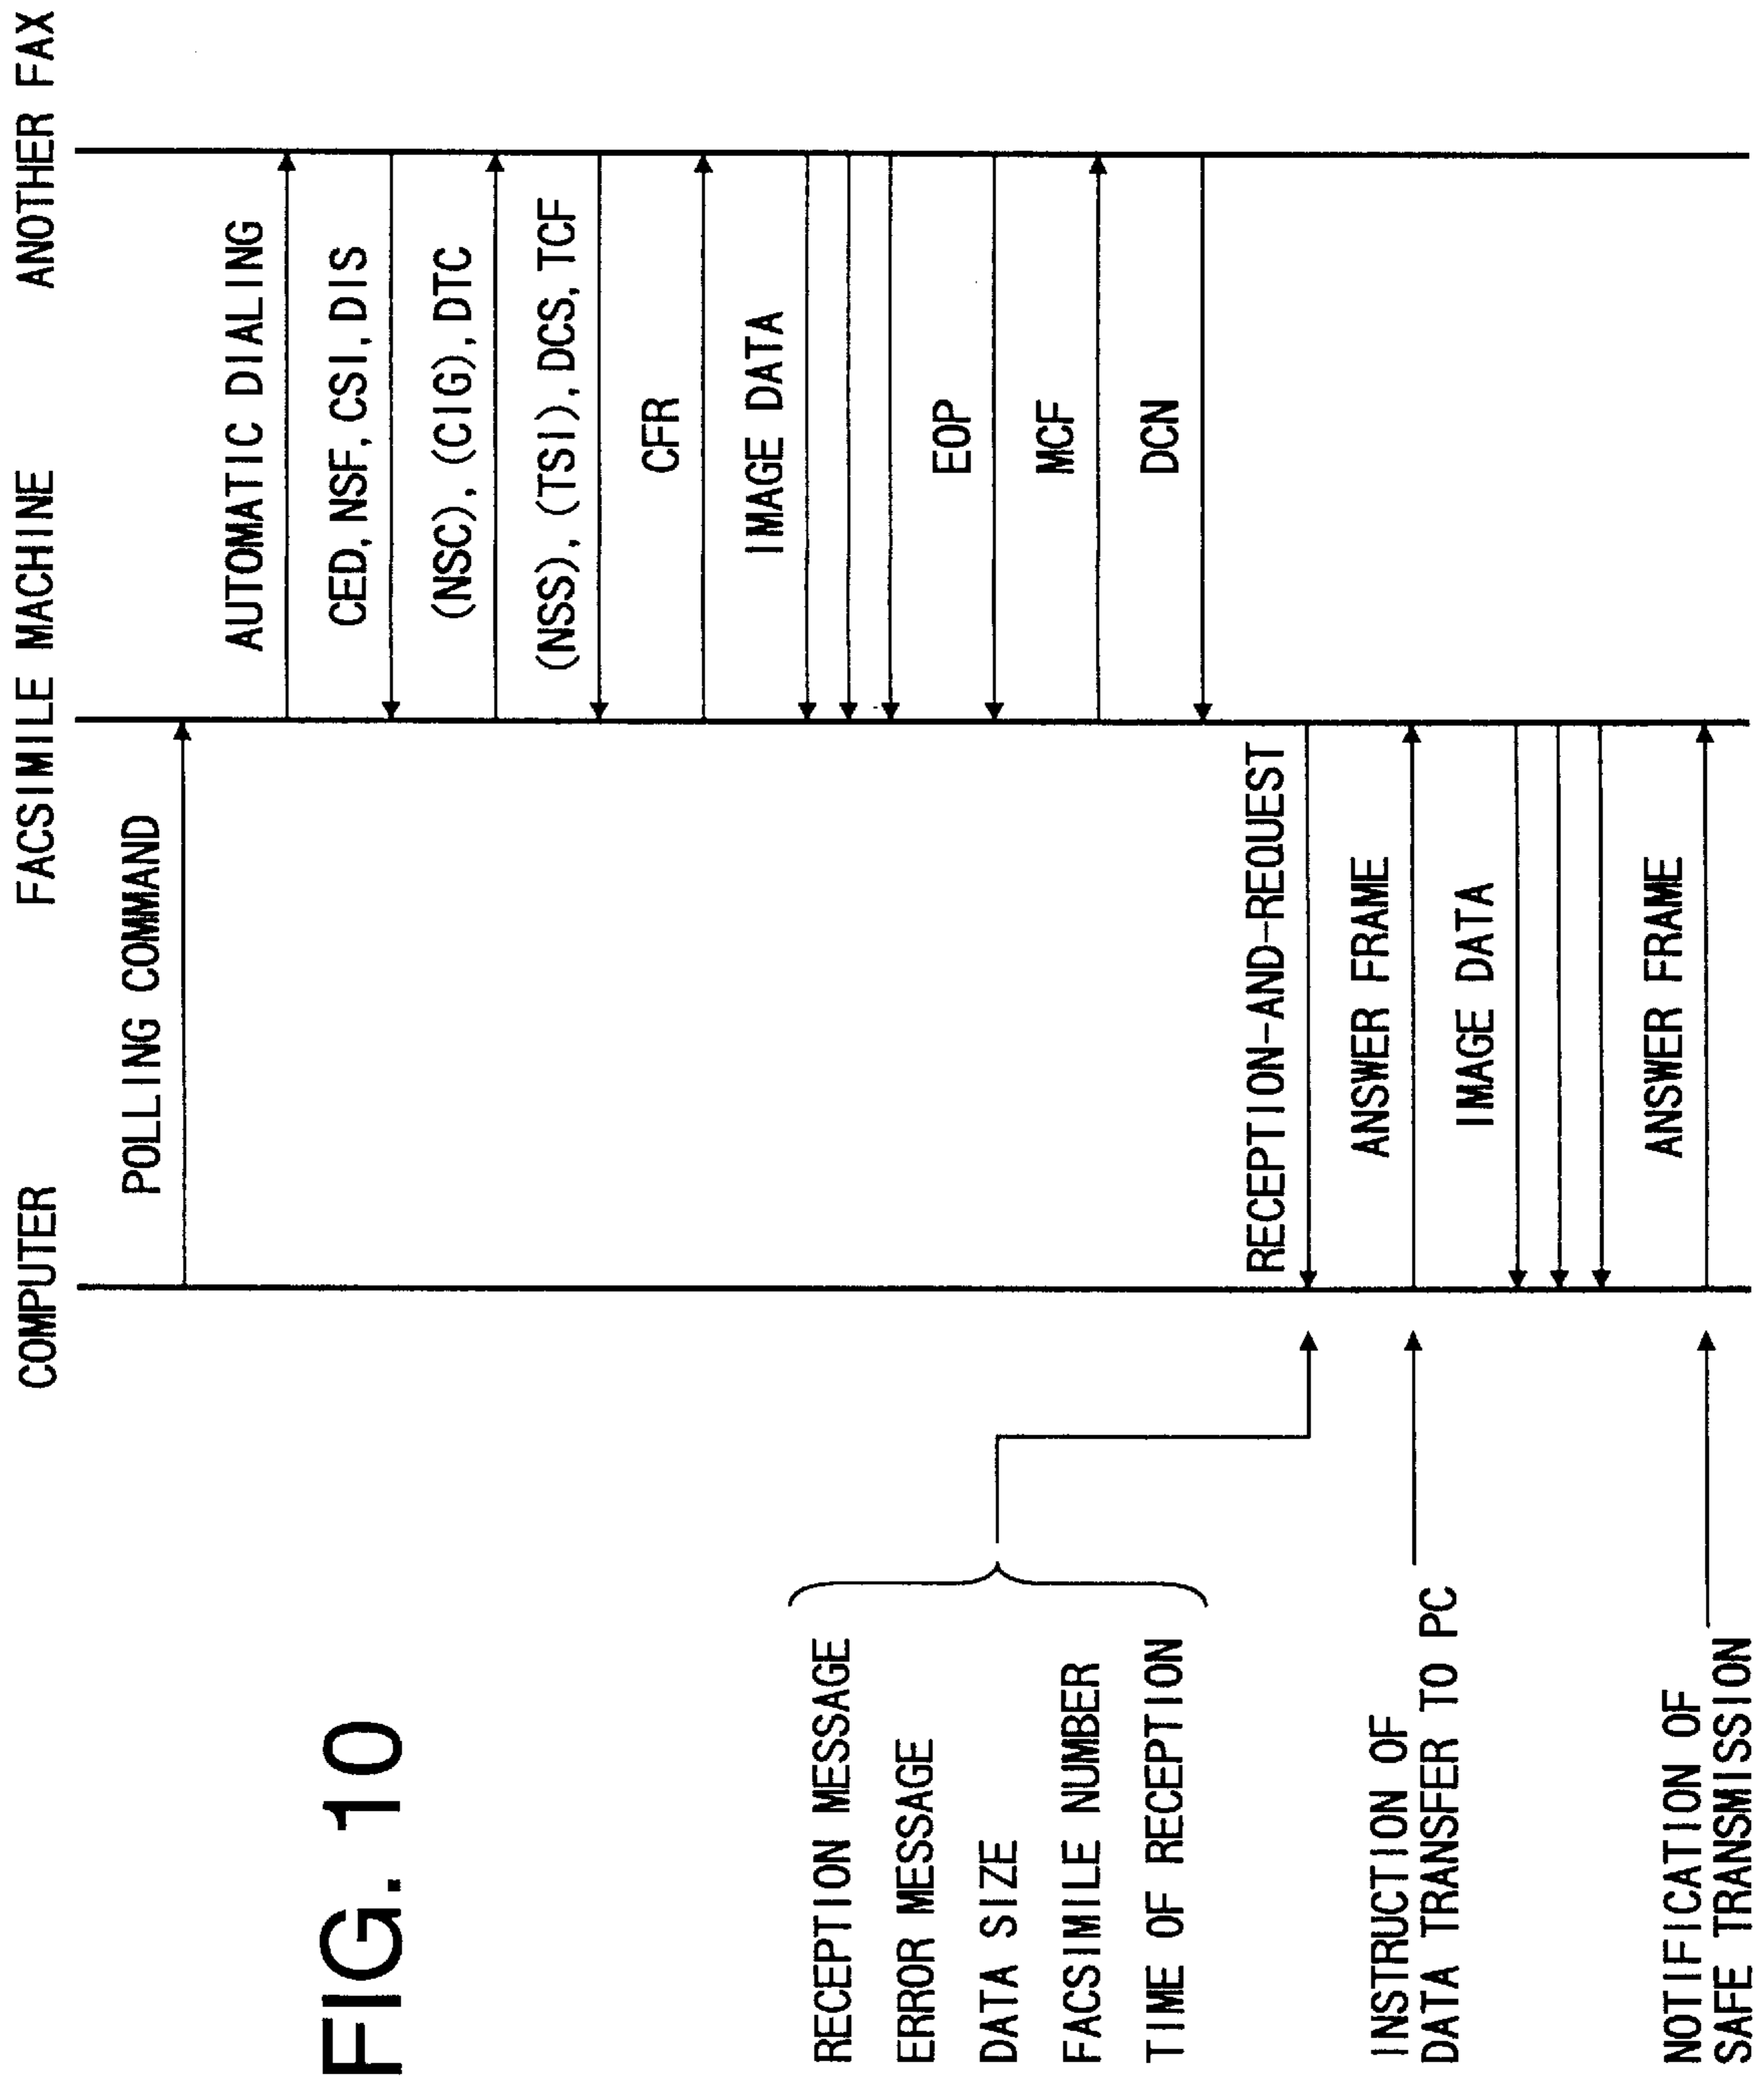 FIG. 10
COMPUTER
FACSIMILE MACHINE
ANOTHER FAX
POLLING COMMAND
AUTOMATIC DIALING
CED, NSF, CSI, DIS
(NSC), (CIG), DTC
(NSS), (TSI), DCS, TCF
CFR
IMAGE DATA
EOP
MCF
DCN
RECEPTION MESSAGE
ERROR MESSAGE
DATA SIZE
FACSIMILE NUMBER
TIME OF RECEPTION
RECEPTION-AND-REQUEST
INSTRUCTION OF
DATA TRANSFER TO PC
ANSWER FRAME
IMAGE DATA
NOTIFICATION OF
SAFE TRANSMISSION
ANSWER FRAME